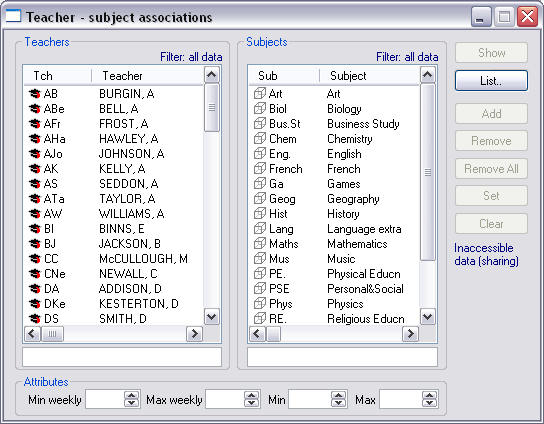 Teacher - subject associations
Teachers
Filter: all data
Tch Teacher
AB BURGIN, A
ABe BELL, A
AFr FROST, A
AHa HAWLEY, A
AJo JOHNSON, A
AK KELLY, A
AS SEDDON, A
ATa TAYLOR, A
AW WILLIAMS, A
BI BINNS, E
BJ JACKSON, B
CC McCULLOUGH, M
CNe NEWALL, C
DA ADDISON, D
DKe KESTERTON, D
DS SMITH, D
Subjects
Filter: all data
Sub Subject
Art Art
Biol Biology
Bus.St Business Study
Chem Chemistry
Eng. English
French French
Ga Games
Geog Geography
Hist History
Lang Language extra
Maths Mathematics
Mus Music
PE. Physical Educn
PSE Personal&Social
Phys Physics
RE. Religious Educn
Show
List..
Add
Remove
Remove All
Set
Clear
Inaccessible
data (sharing)
Attributes
Min weekly Max weekly Min Max